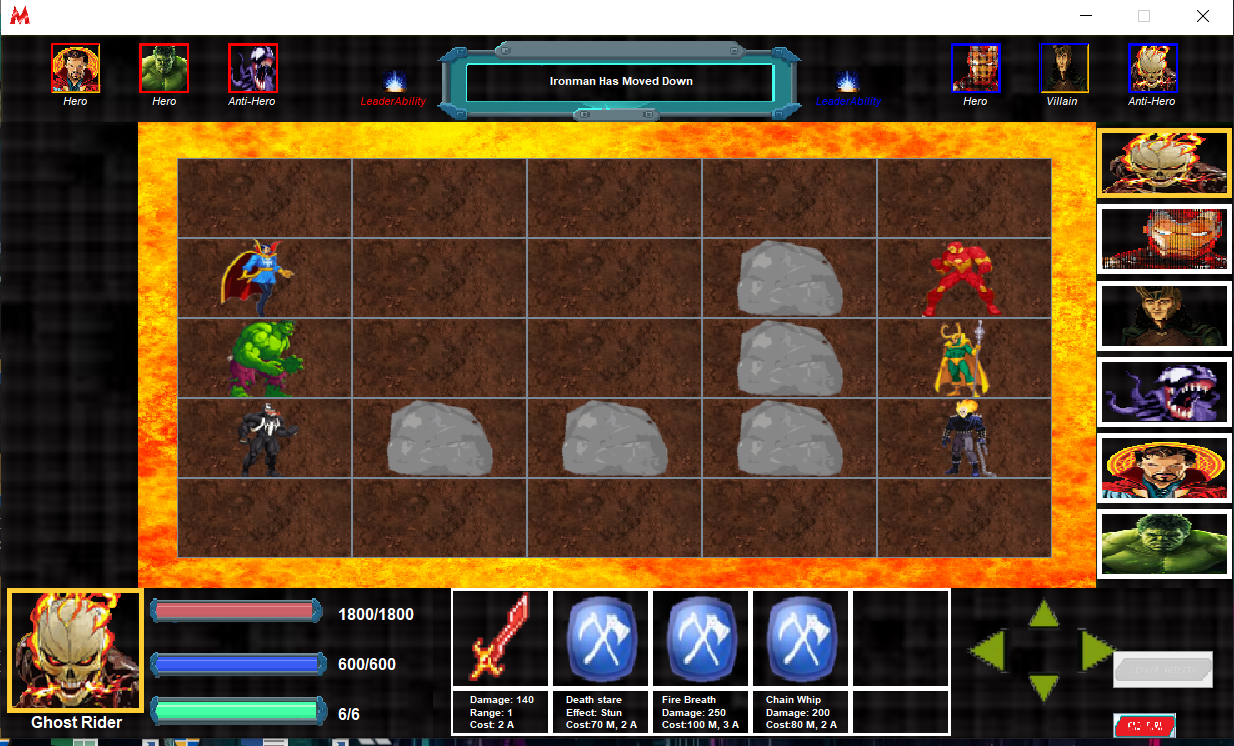 Ironman Has Moved Down
Hero
Hero
Anti-Hero
LeaderAbility
LeaderAbility
Hero
Villain
Anti-Hero
1800/1800
600/600
6/6
Ghost Rider
Damage: 140
Range: 1
Cost: 2 A
Death stare
Effect: Stun
Cost:70 M, 2 A
Fire Breath
Damage: 250
Cost:100 M, 3 A
Chain Whip
Damage: 200
Cost:80 M, 2 A